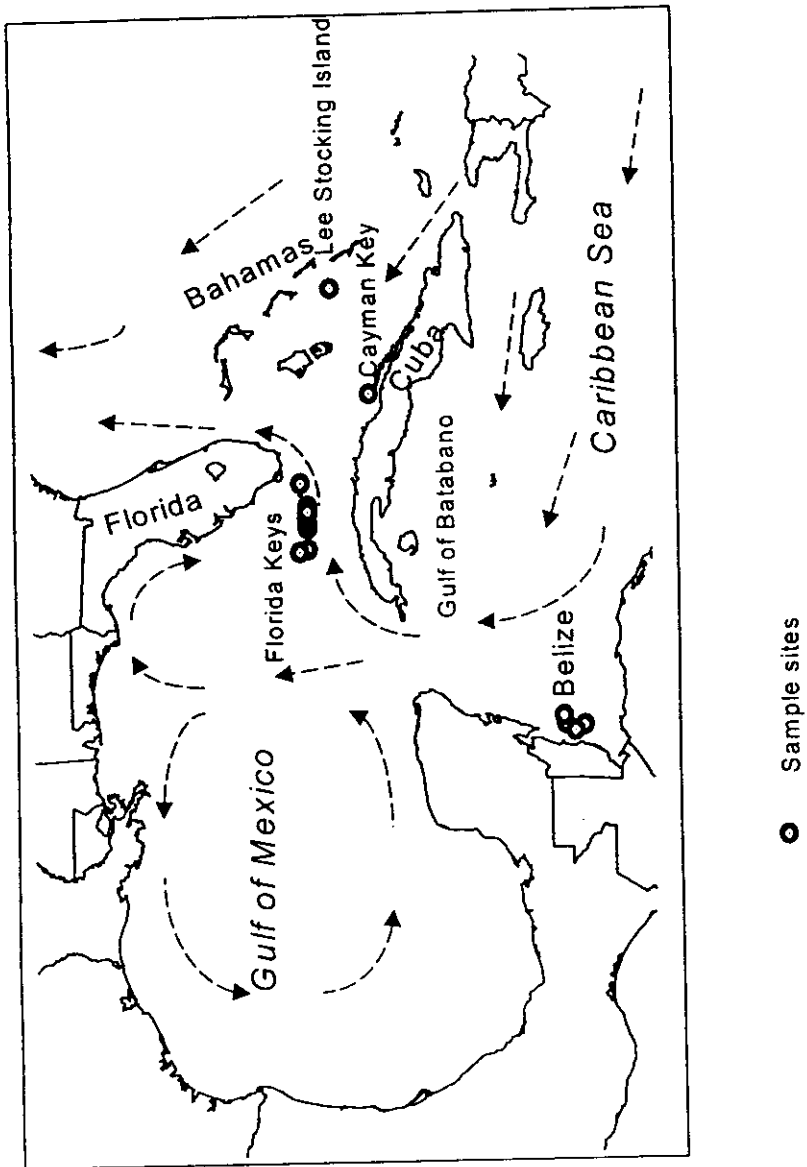 Florida
Bahamas
Lee Stocking Island
Florida Keys
Gulf of Mexico
Cayman Key
Cuba
Gulf of Batabano
Belize
Caribbean Sea
Sample sites